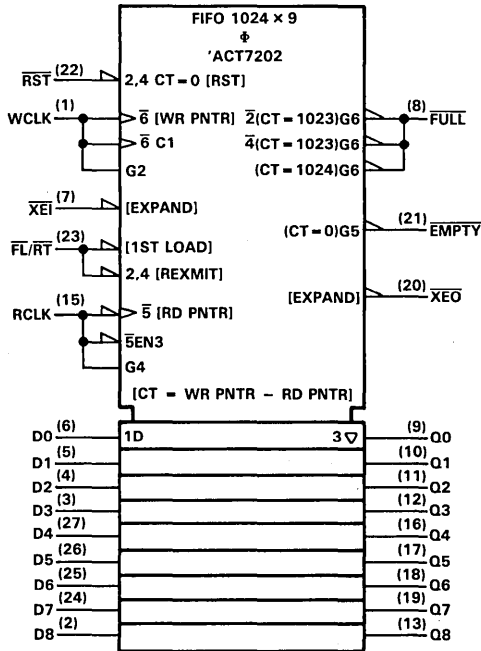 FIFO 1024 × 9
Φ
'ACT7202
RST (22) 2,4 CT = 0 [RST]
WCLK (1) 6 [WR PNTR] 2(CT = 1023)G6 (8) FULL
6 C1 4(CT = 1023)G6
G2 (CT = 1024)G6
XEI (7) [EXPAND]
(CT = 0)G5 (21) EMPTY
FL/RT (23) [1ST LOAD]
2,4 [REXMIT]
[EXPAND] (20) XEO
RCLK (15) 5 [RD PNTR]
5EN3
G4
[CT = WR PNTR − RD PNTR]
D0 (6) 1D 3 ▽ (9) Q0
D1 (5) (10) Q1
D2 (4) (11) Q2
D3 (3) (12) Q3
D4 (27) (16) Q4
D5 (26) (17) Q5
D6 (25) (18) Q6
D7 (24) (19) Q7
D8 (2) (13) Q8